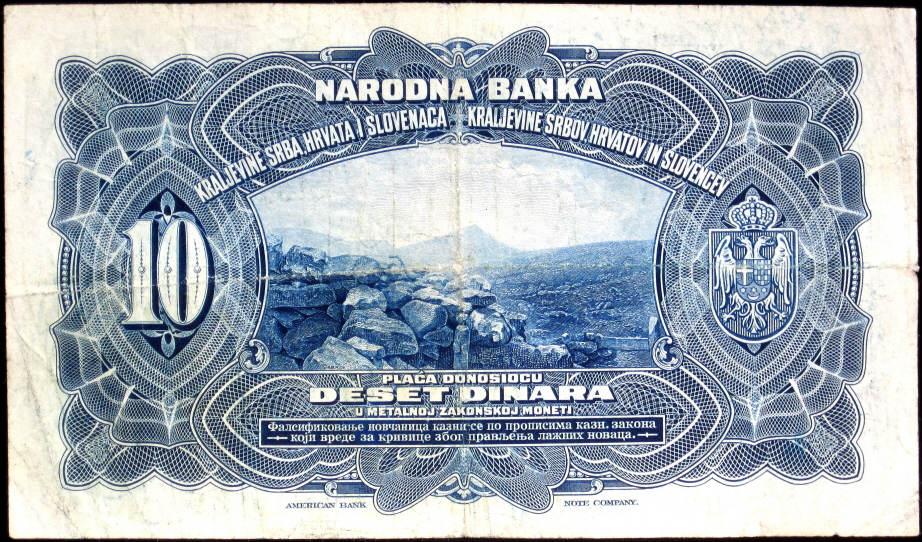 NARODNA BANKA
KRALJEVINE SRBA, HRVATA I SLOVENACA - KRALJEVINE SRBOV, HRVATOV IN SLOVENCEV
10
PLAĆA DONOSIOCU
DESET DINARA
U METALNOJ ZAKONSKOJ MONETI
Фалсификовање новчаница казни се по прописима казн. закона
који вреде за кривице због прављења лажних новаца.
AMERICAN BANK NOTE COMPANY.